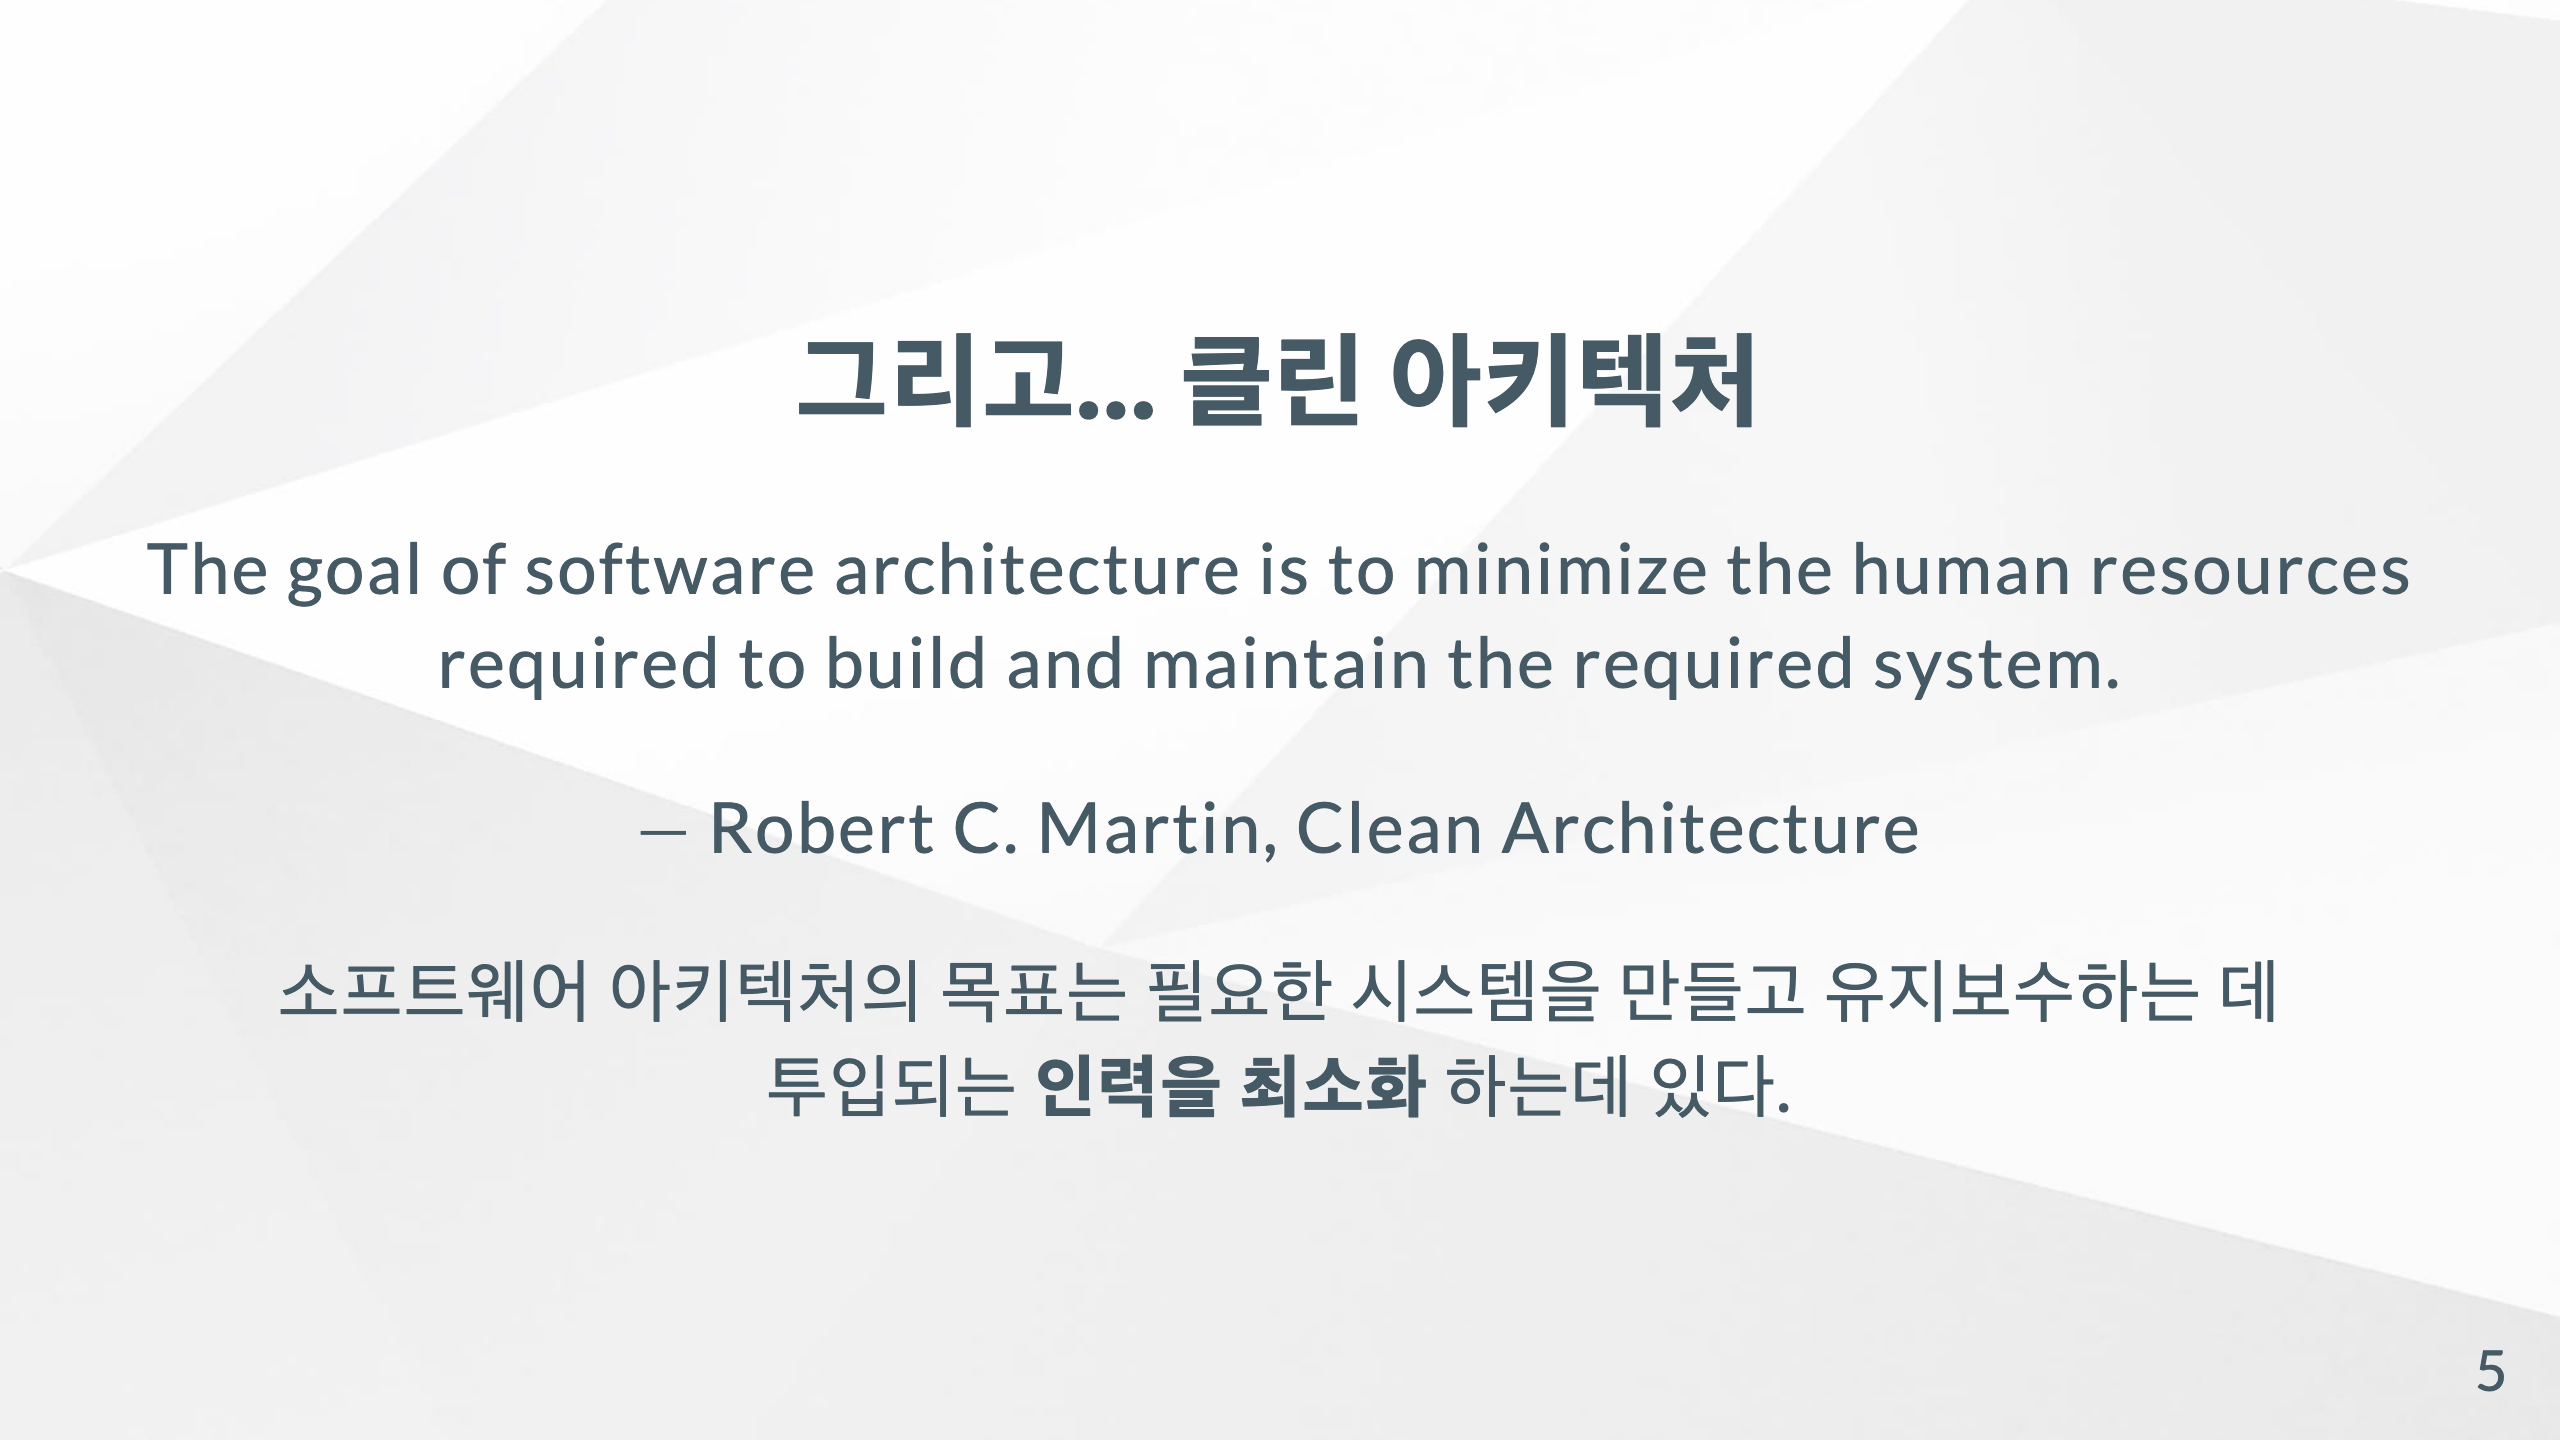 그리고... 클린 아키텍처
The goal of software architecture is to minimize the human resources
required to build and maintain the required system.
— Robert C. Martin, Clean Architecture
소프트웨어 아키텍처의 목표는 필요한 시스템을 만들고 유지보수하는 데
투입되는 인력을 최소화 하는데 있다.
5